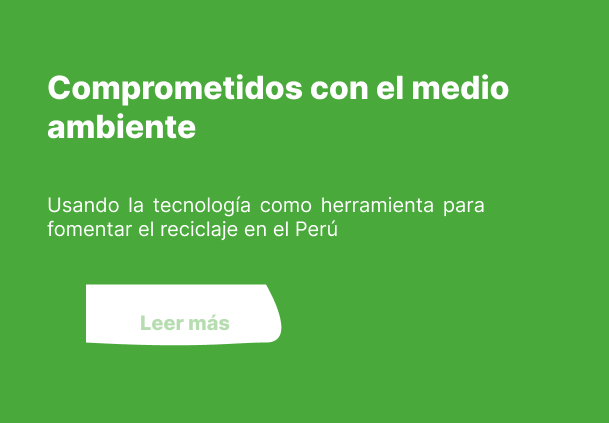 Comprometidos con el medio
ambiente
Usando la tecnología como herramienta para
fomentar el reciclaje en el Perú
Leer más